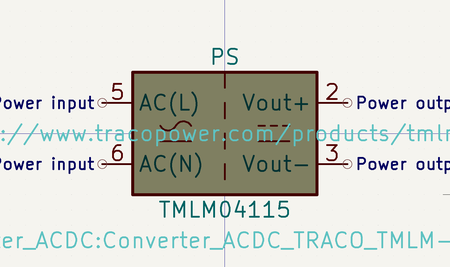 PS
Power input 5 AC(L) Vout+ 2 Power outp
://www.tracopower.com/products/tmlm
Power input 6 AC(N) Vout- 3 Power outp
TMLM04115
er_ACDC:Converter_ACDC_TRACO_TMLM-